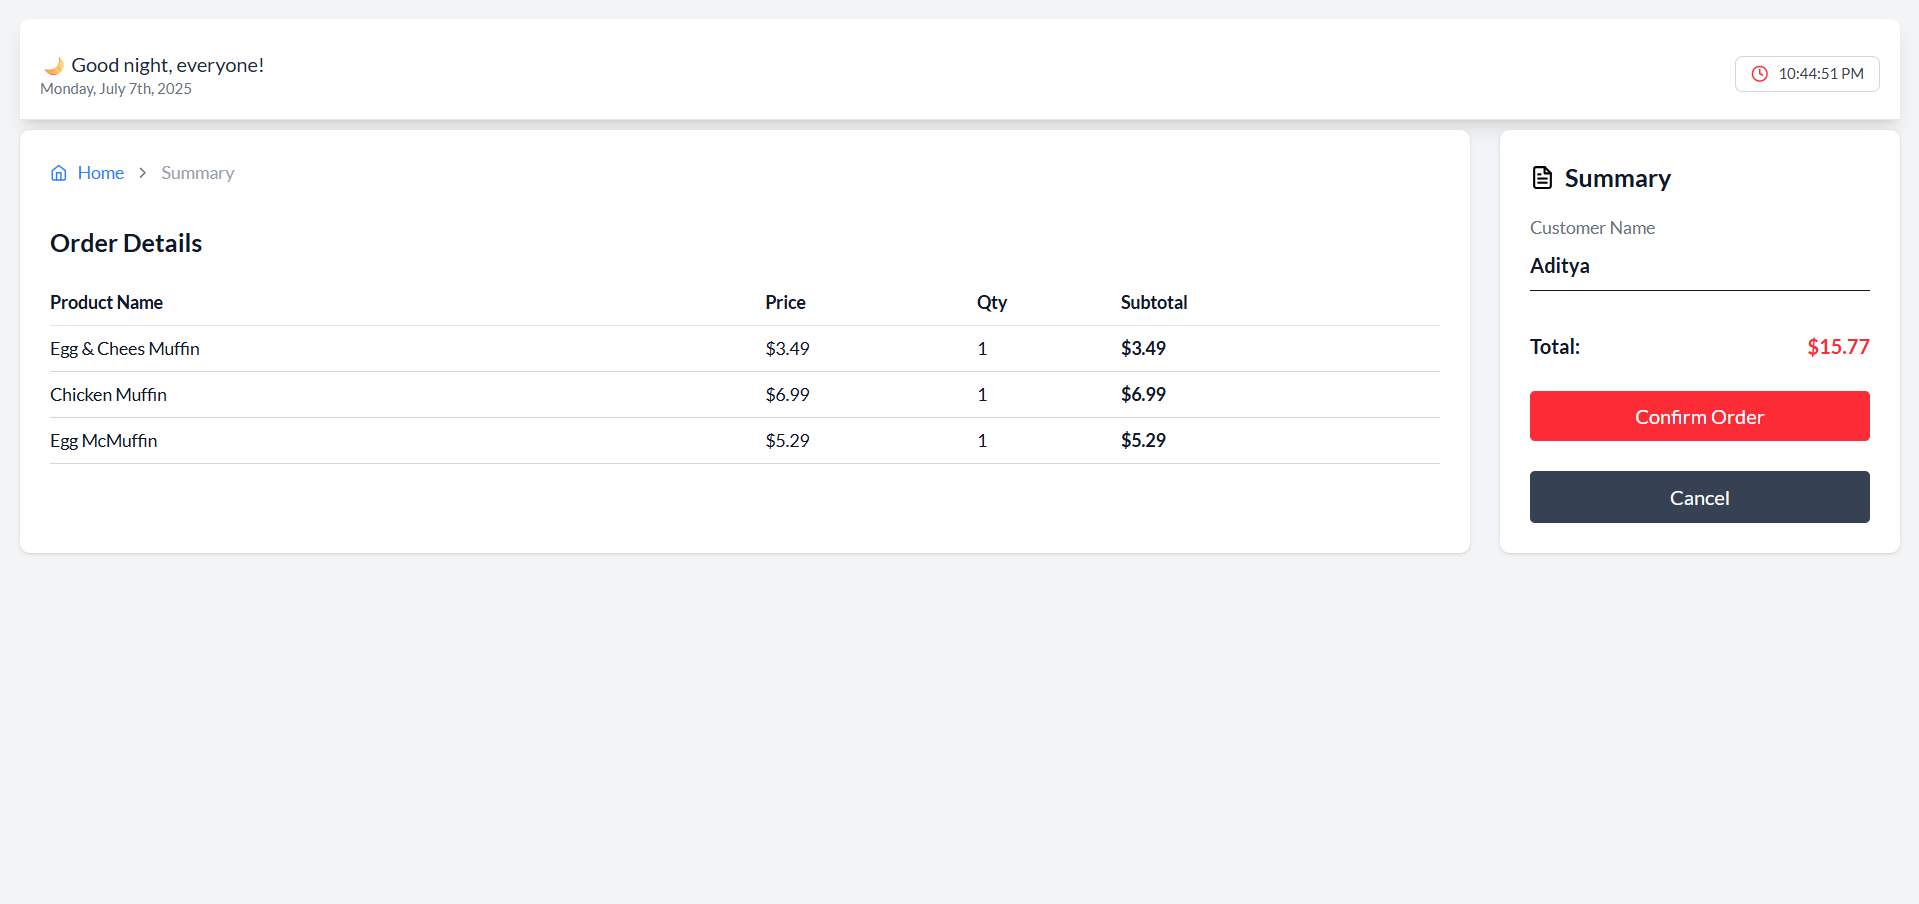 🌙 Good night, everyone!
Monday, July 7th, 2025
10:44:51 PM
Home > Summary
Order Details
Product Name Price Qty Subtotal
Egg & Chees Muffin $3.49 1 $3.49
Chicken Muffin $6.99 1 $6.99
Egg McMuffin $5.29 1 $5.29
Summary
Customer Name
Aditya
Total: $15.77
Confirm Order
Cancel